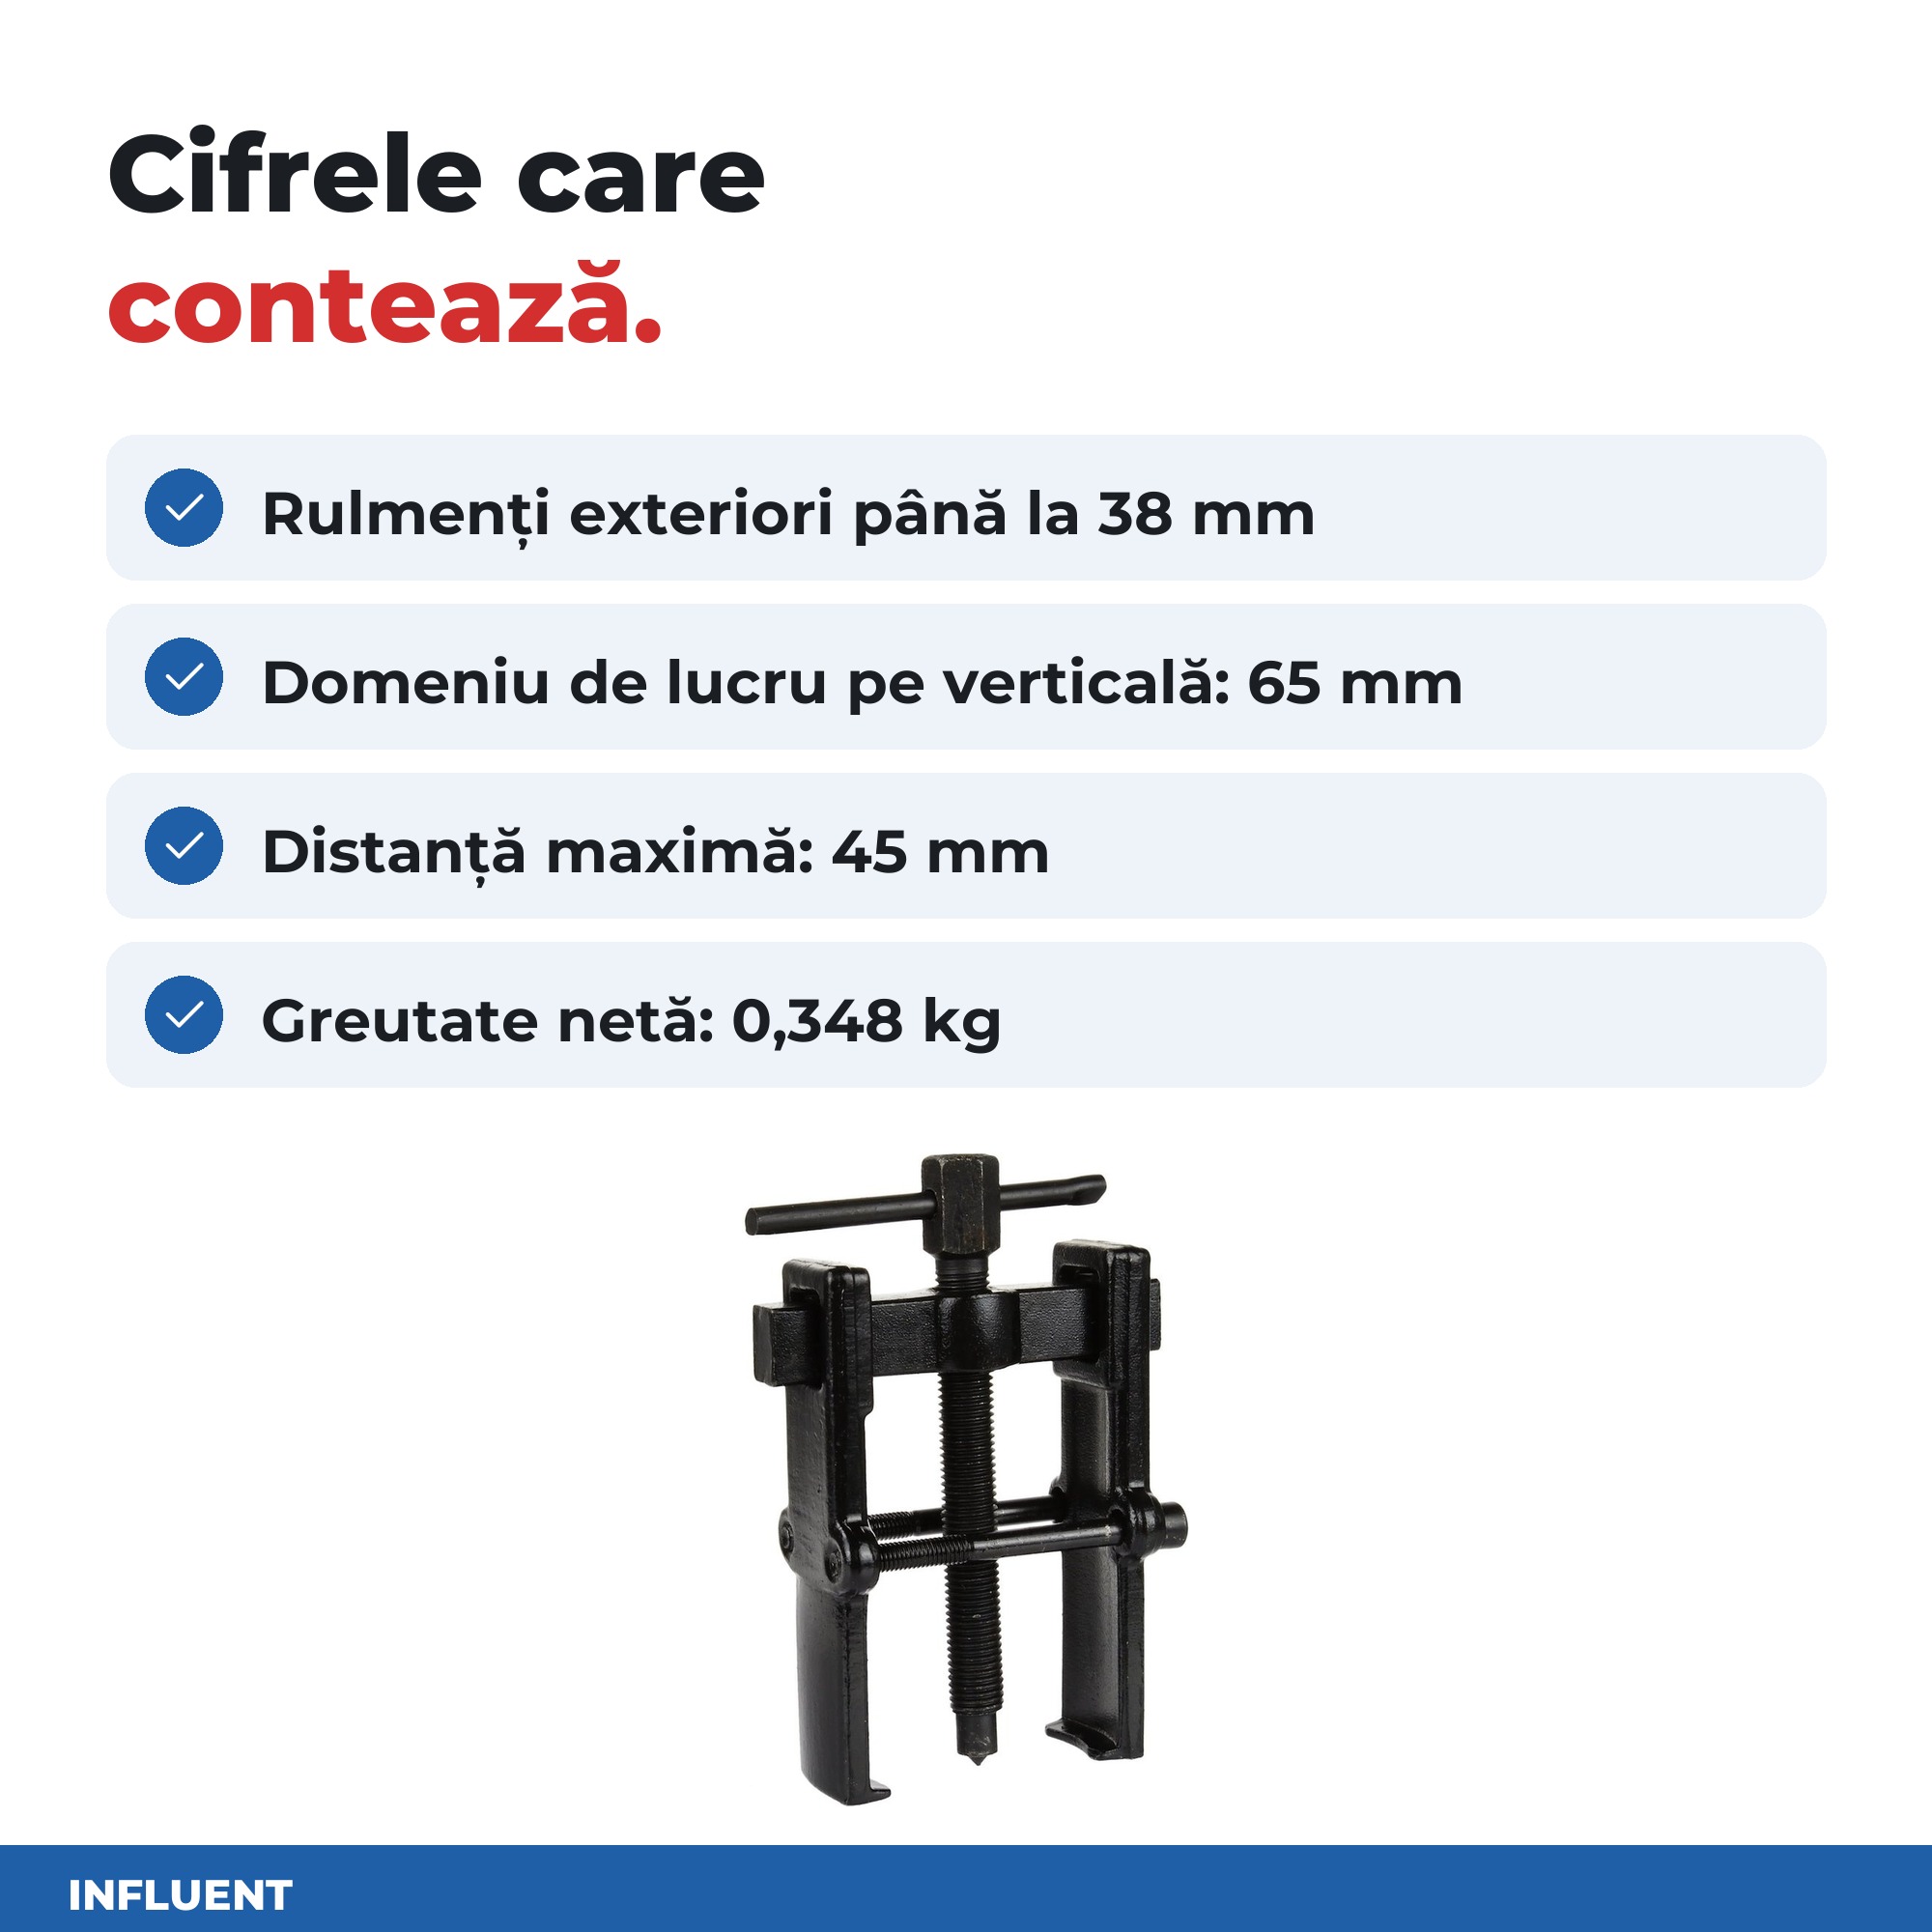 Cifrele care
contează.
Rulmenți exteriori până la 38 mm
Domeniu de lucru pe verticală: 65 mm
Distanță maximă: 45 mm
Greutate netă: 0,348 kg
INFLUENT